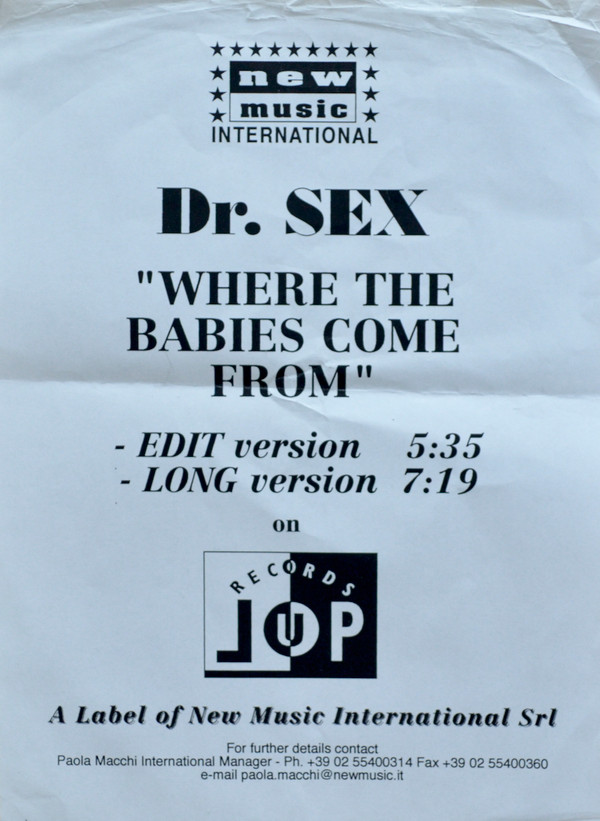 new
music
INTERNATIONAL
Dr. SEX
"WHERE THE
BABIES COME
FROM"
- EDIT version 5:35
- LONG version 7:19
on
RECORDS
JUP
A Label of New Music International Srl
For further details contact
Paola Macchi International Manager - Ph. +39 02 55400314 Fax +39 02 55400360
e-mail paola.macchi@newmusic.it